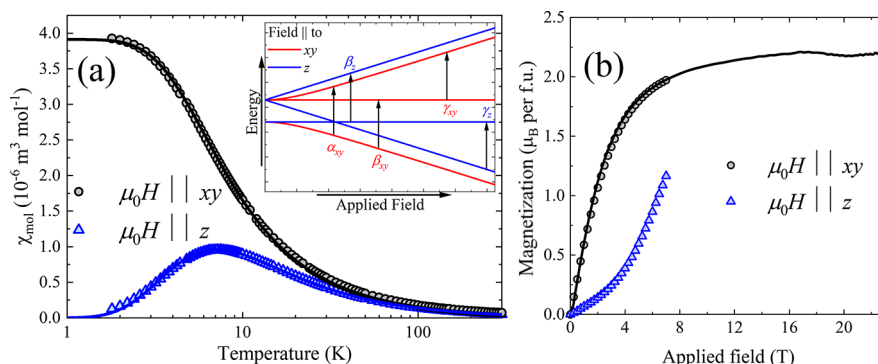 (a)
4.0
3.5
3.0
2.5
2.0
1.5
1.0
0.5
0.0
χmol (10⁻⁶ m³ mol⁻¹)
μ₀H || xy
μ₀H || z
1
10
100
Temperature (K)
Field || to
xy
z
Energy
βz
γxy
γz
αxy
βxy
Applied Field
(b)
2.5
2.0
1.5
1.0
0.5
0.0
Magnetization (μB per f.u.)
μ₀H || xy
μ₀H || z
0
4
8
12
16
20
Applied field (T)